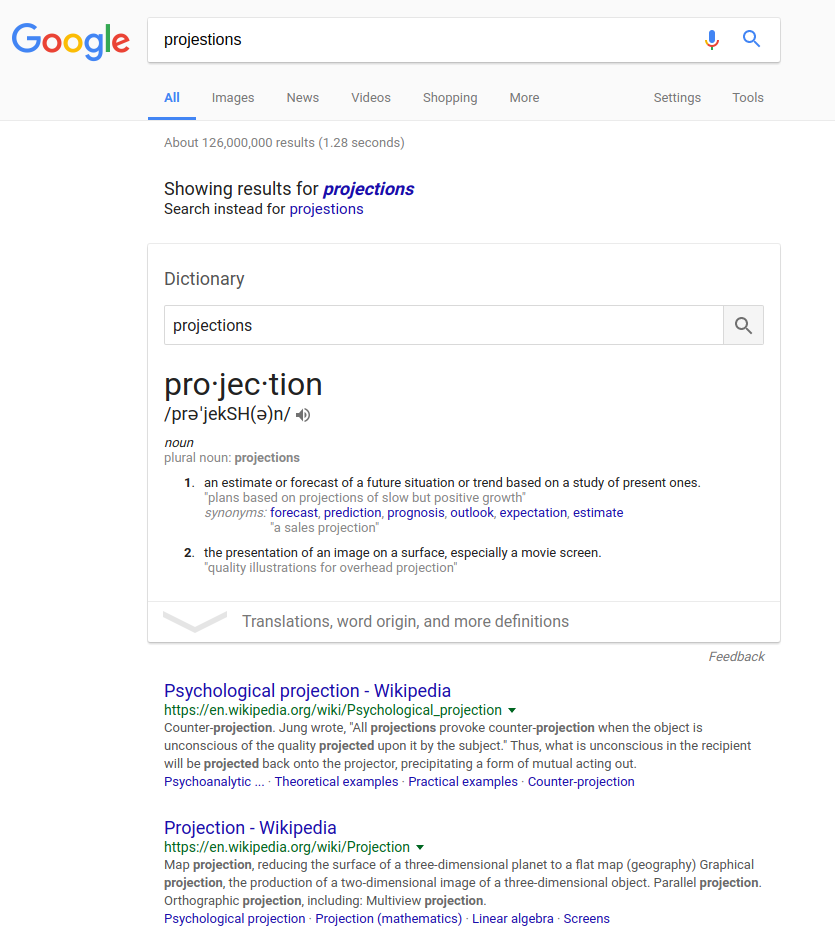 Google
projestions
All Images News Videos Shopping More Settings Tools
About 126,000,000 results (1.28 seconds)
Showing results for projections
Search instead for projestions
Dictionary
projections
pro·jec·tion
/prəˈjekSH(ə)n/
noun
plural noun: projections
1. an estimate or forecast of a future situation or trend based on a study of present ones.
"plans based on projections of slow but positive growth"
synonyms: forecast, prediction, prognosis, outlook, expectation, estimate
"a sales projection"
2. the presentation of an image on a surface, especially a movie screen.
"quality illustrations for overhead projection"
Translations, word origin, and more definitions
Feedback
Psychological projection - Wikipedia
https://en.wikipedia.org/wiki/Psychological_projection
Counter-projection. Jung wrote, "All projections provoke counter-projection when the object is
unconscious of the quality projected upon it by the subject." Thus, what is unconscious in the recipient
will be projected back onto the projector, precipitating a form of mutual acting out.
Psychoanalytic ... · Theoretical examples · Practical examples · Counter-projection
Projection - Wikipedia
https://en.wikipedia.org/wiki/Projection
Map projection, reducing the surface of a three-dimensional planet to a flat map (geography) Graphical
projection, the production of a two-dimensional image of a three-dimensional object. Parallel projection.
Orthographic projection, including: Multiview projection.
Psychological projection · Projection (mathematics) · Linear algebra · Screens